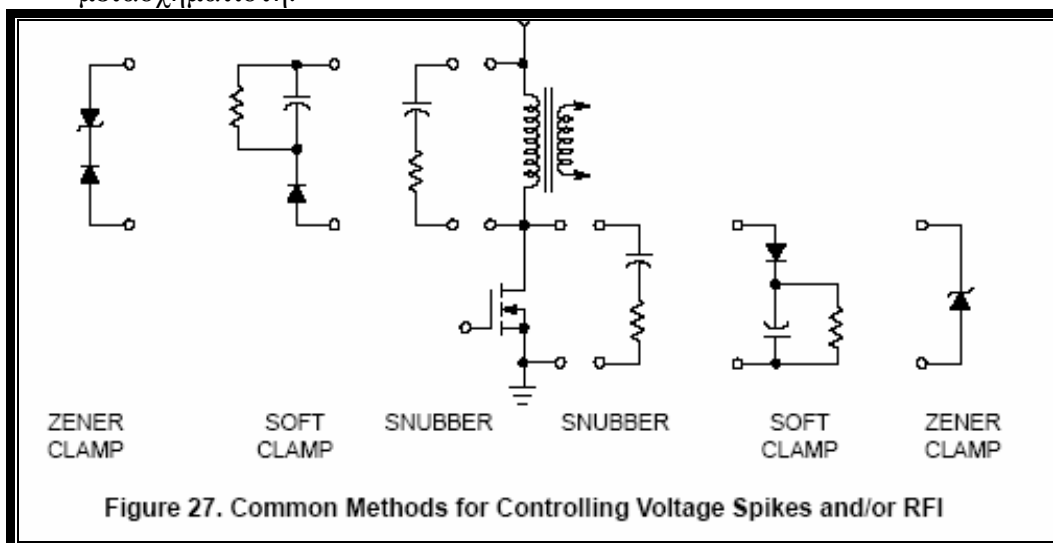 μετασχηματιστή.
ZENER CLAMP
SOFT CLAMP
SNUBBER
SNUBBER
SOFT CLAMP
ZENER CLAMP
Figure 27. Common Methods for Controlling Voltage Spikes and/or RFI